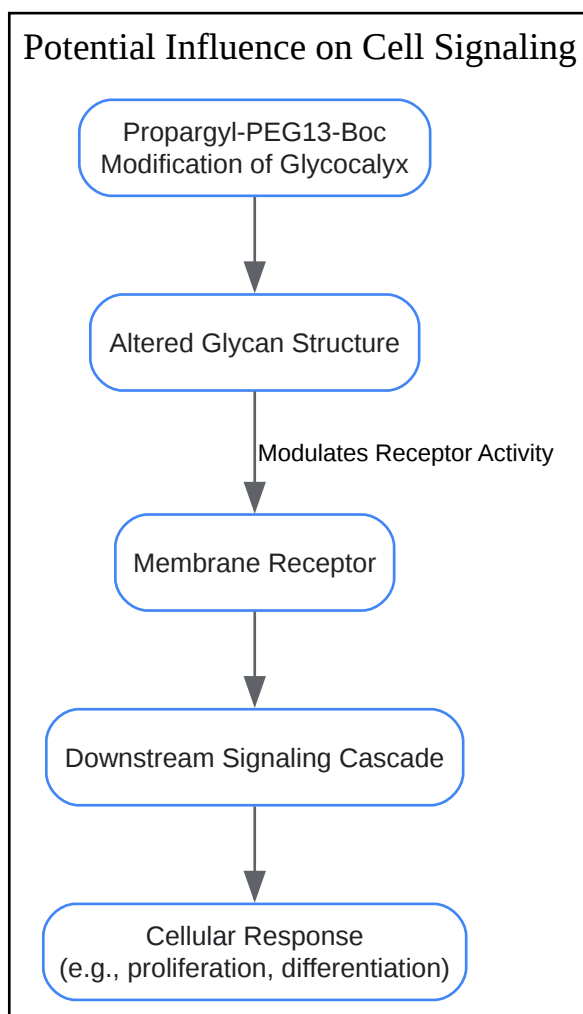 Potential Influence on Cell Signaling
Propargyl-PEG13-Boc
Modification of Glycocalyx
Altered Glycan Structure
Modulates Receptor Activity
Membrane Receptor
Downstream Signaling Cascade
Cellular Response
(e.g., proliferation, differentiation)